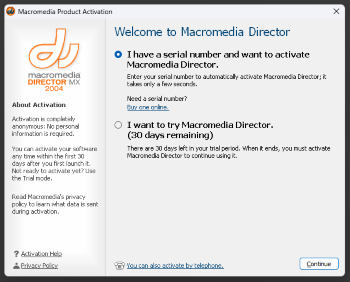 Macromedia Product Activation
macromedia
DIRECTOR MX
2004
About Activation
Activation is completely
anonymous: No personal
information is required.
You can activate your software
any time within the first 30
days after you first launch it.
Not ready to activate yet? Use
the Trial mode.
Read Macromedia's privacy
policy to learn what data is sent
during activation.
Activation Help
Privacy Policy
Welcome to Macromedia Director
I have a serial number and want to activate
Macromedia Director.
Enter your serial number to automatically activate Macromedia Director; it
takes only a few seconds.
Need a serial number?
Buy one online.
I want to try Macromedia Director.
(30 days remaining)
There are 30 days left in your trial period. When it ends, you must activate
Macromedia Director to continue using it.
You can also activate by telephone.
Continue